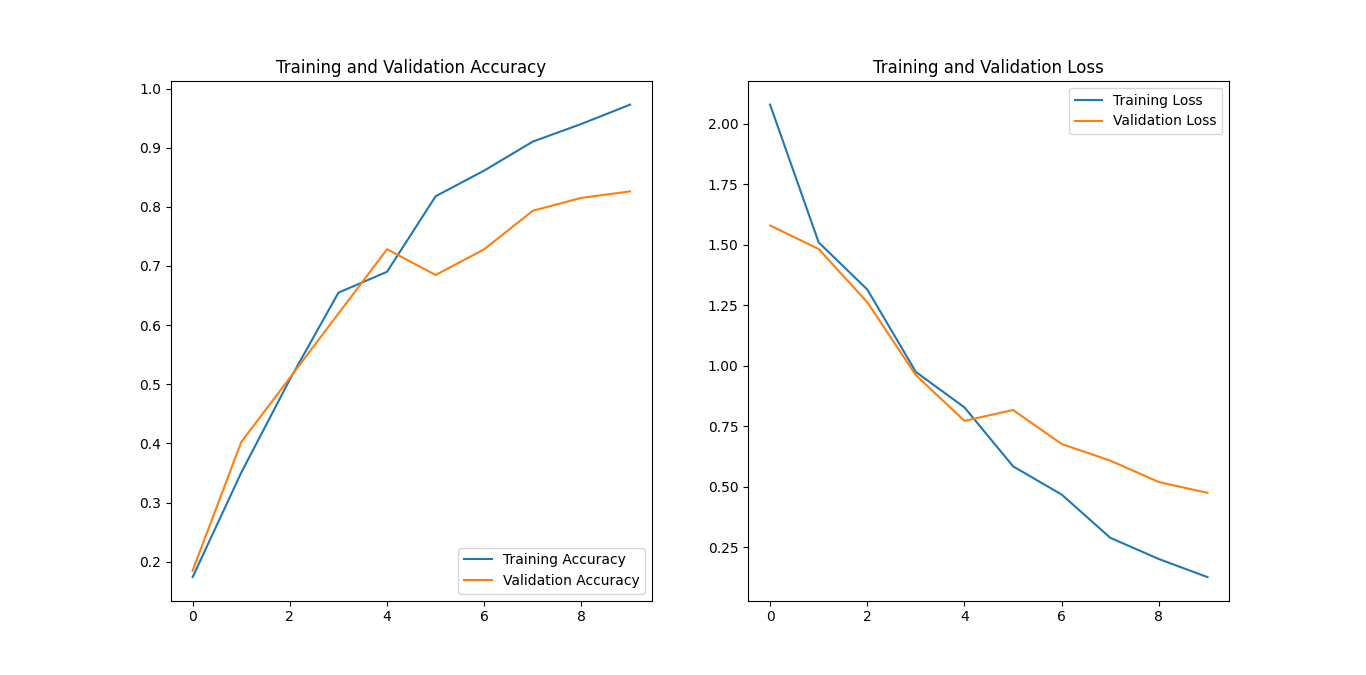 Training and Validation Accuracy
1.0
0.9
0.8
0.7
0.6
0.5
0.4
0.3
0.2
0 2 4 6 8
Training Accuracy
Validation Accuracy
Training and Validation Loss
2.00
1.75
1.50
1.25
1.00
0.75
0.50
0.25
0 2 4 6 8
Training Loss
Validation Loss